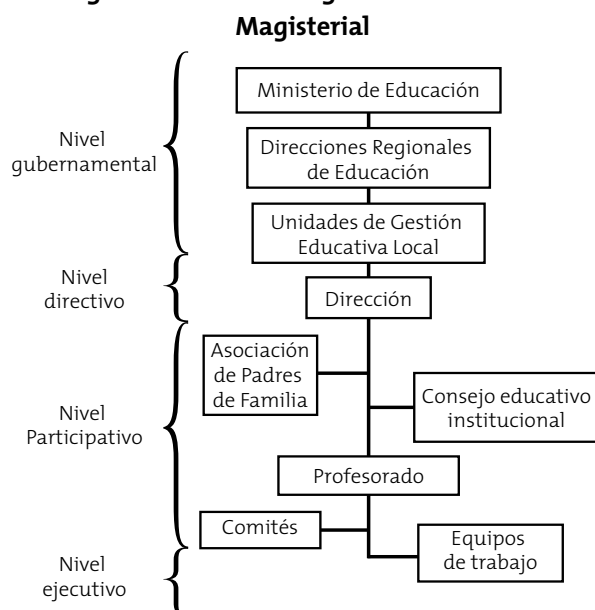 Magisterial
Ministerio de Educación
Nivel
gubernamental
Direcciones Regionales
de Educación
Unidades de Gestión
Educativa Local
Nivel
directivo
Dirección
Asociación
de Padres
de Familia
Nivel
Participativo
Consejo educativo
institucional
Profesorado
Comités
Equipos
de trabajo
Nivel
ejecutivo